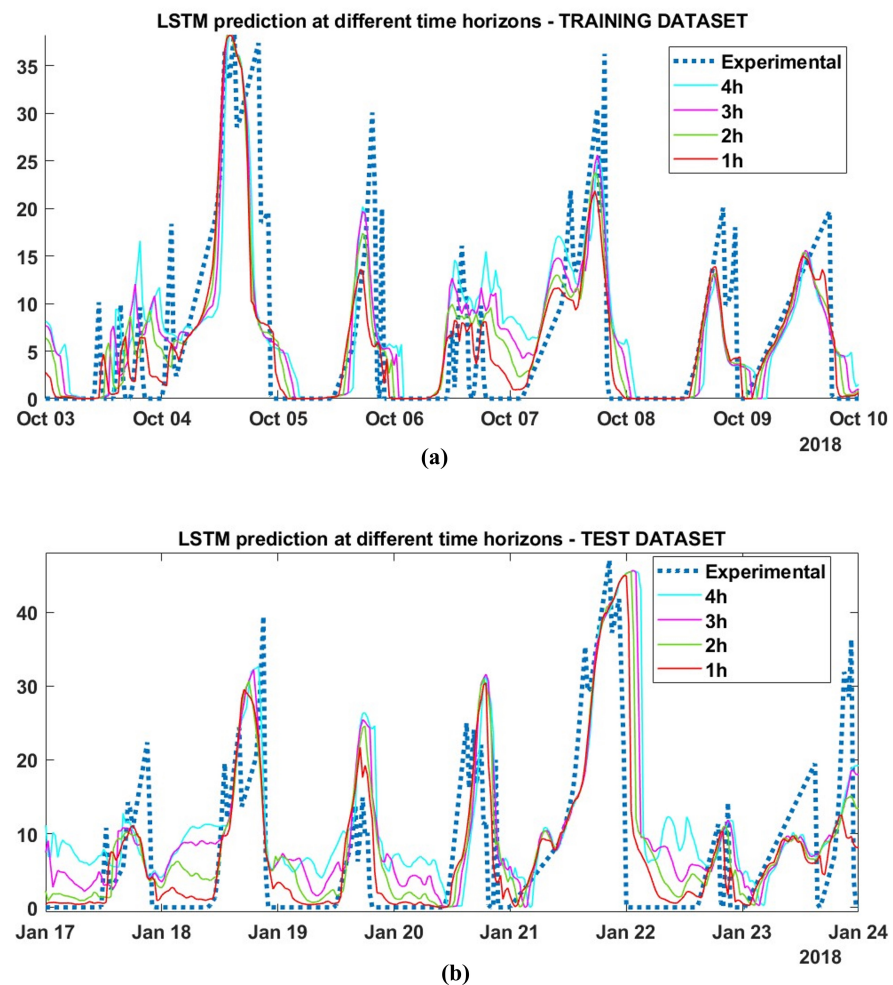 LSTM prediction at different time horizons - TRAINING DATASET
35
30
25
20
15
10
5
0
Experimental
4h
3h
2h
1h
Oct 03 Oct 04 Oct 05 Oct 06 Oct 07 Oct 08 Oct 09 Oct 10
2018
(a)
LSTM prediction at different time horizons - TEST DATASET
40
30
20
10
0
Experimental
4h
3h
2h
1h
Jan 17 Jan 18 Jan 19 Jan 20 Jan 21 Jan 22 Jan 23 Jan 24
2018
(b)